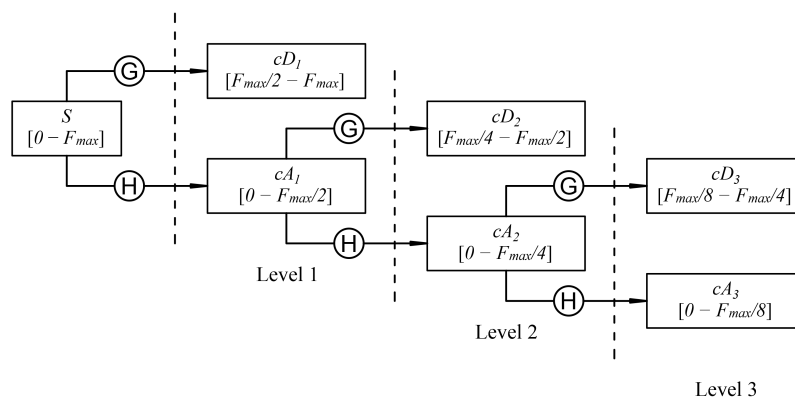 G
cD1
[Fmax/2 – Fmax]
S
[0 – Fmax]
G
cD2
[Fmax/4 – Fmax/2]
H
cA1
[0 – Fmax/2]
G
cD3
[Fmax/8 – Fmax/4]
H
cA2
[0 – Fmax/4]
Level 1
H
cA3
[0 – Fmax/8]
Level 2
Level 3